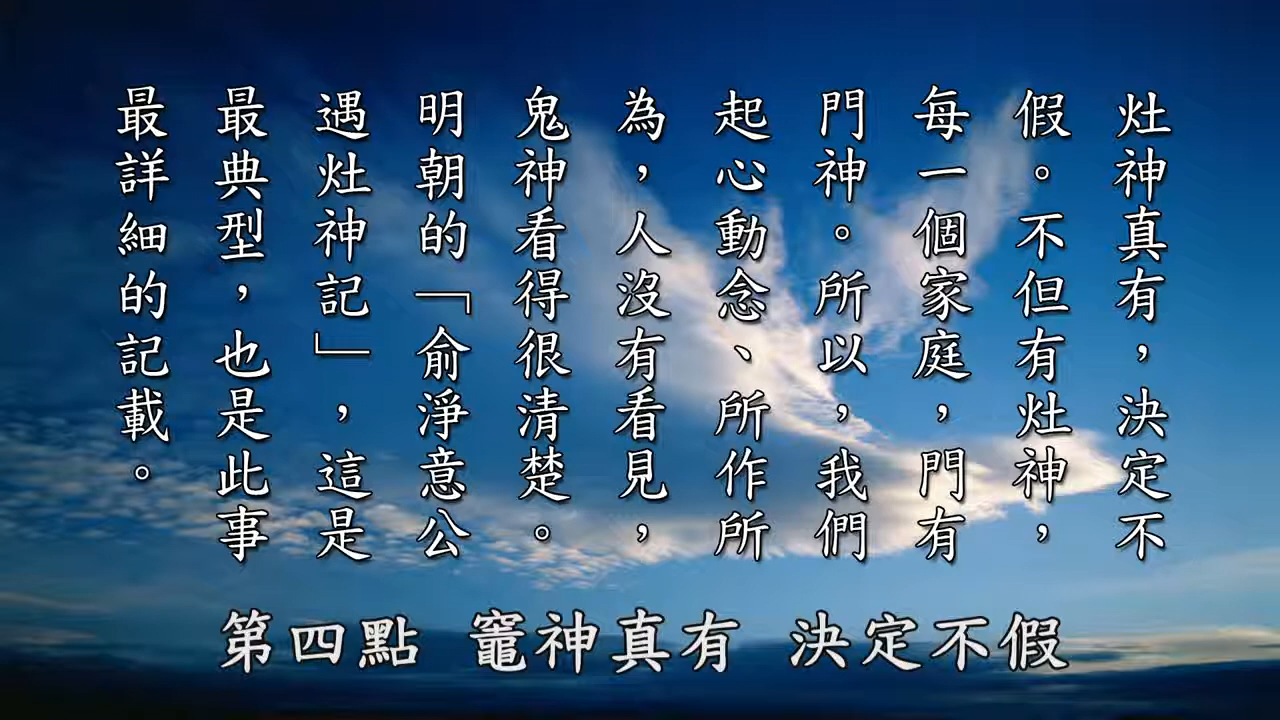 灶神真有，決定不
假。不但有灶神，
每一個家庭，門有
門神。所以，我們
起心動念、所作所
為，人沒有看見，
鬼神看得很清楚。
明朝的「俞淨意公
遇灶神記」，這是
最典型，也是此事
最詳細的記載。
第四點 竈神真有 決定不假